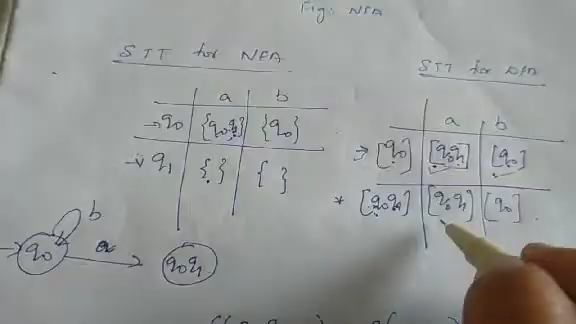 Fig: NFA
STT for NFA
STT for DFA
a b
→q0 {q0q1} {q0}
q1 { } { }
a b
→[q0] [q0q1] [q0]
* [q0q1] [q0q1] [q0]
b
q0 a q0q1